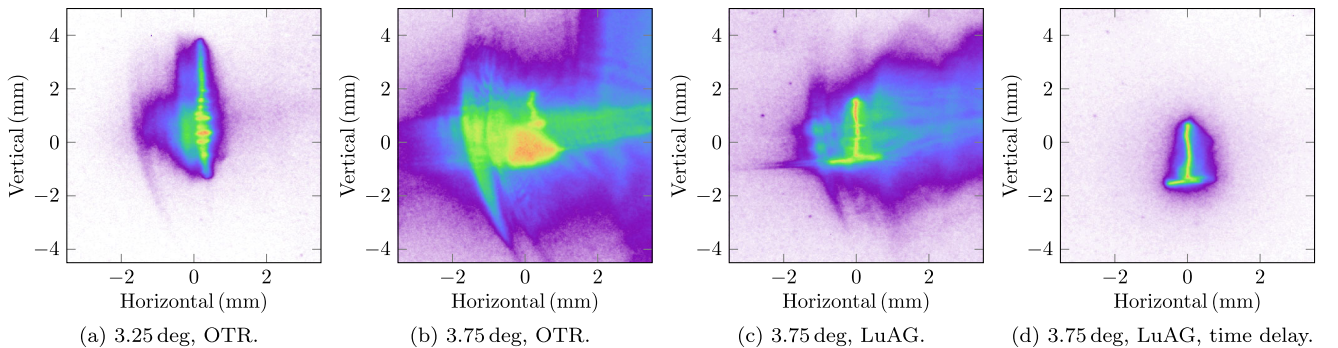 4
2
0
−2
−4
−2
0
2
Vertical (mm)
Horizontal (mm)
(a) 3.25 deg, OTR.
4
2
0
−2
−4
−2
0
2
Vertical (mm)
Horizontal (mm)
(b) 3.75 deg, OTR.
4
2
0
−2
−4
−2
0
2
Vertical (mm)
Horizontal (mm)
(c) 3.75 deg, LuAG.
4
2
0
−2
−4
−2
0
2
Vertical (mm)
Horizontal (mm)
(d) 3.75 deg, LuAG, time delay.